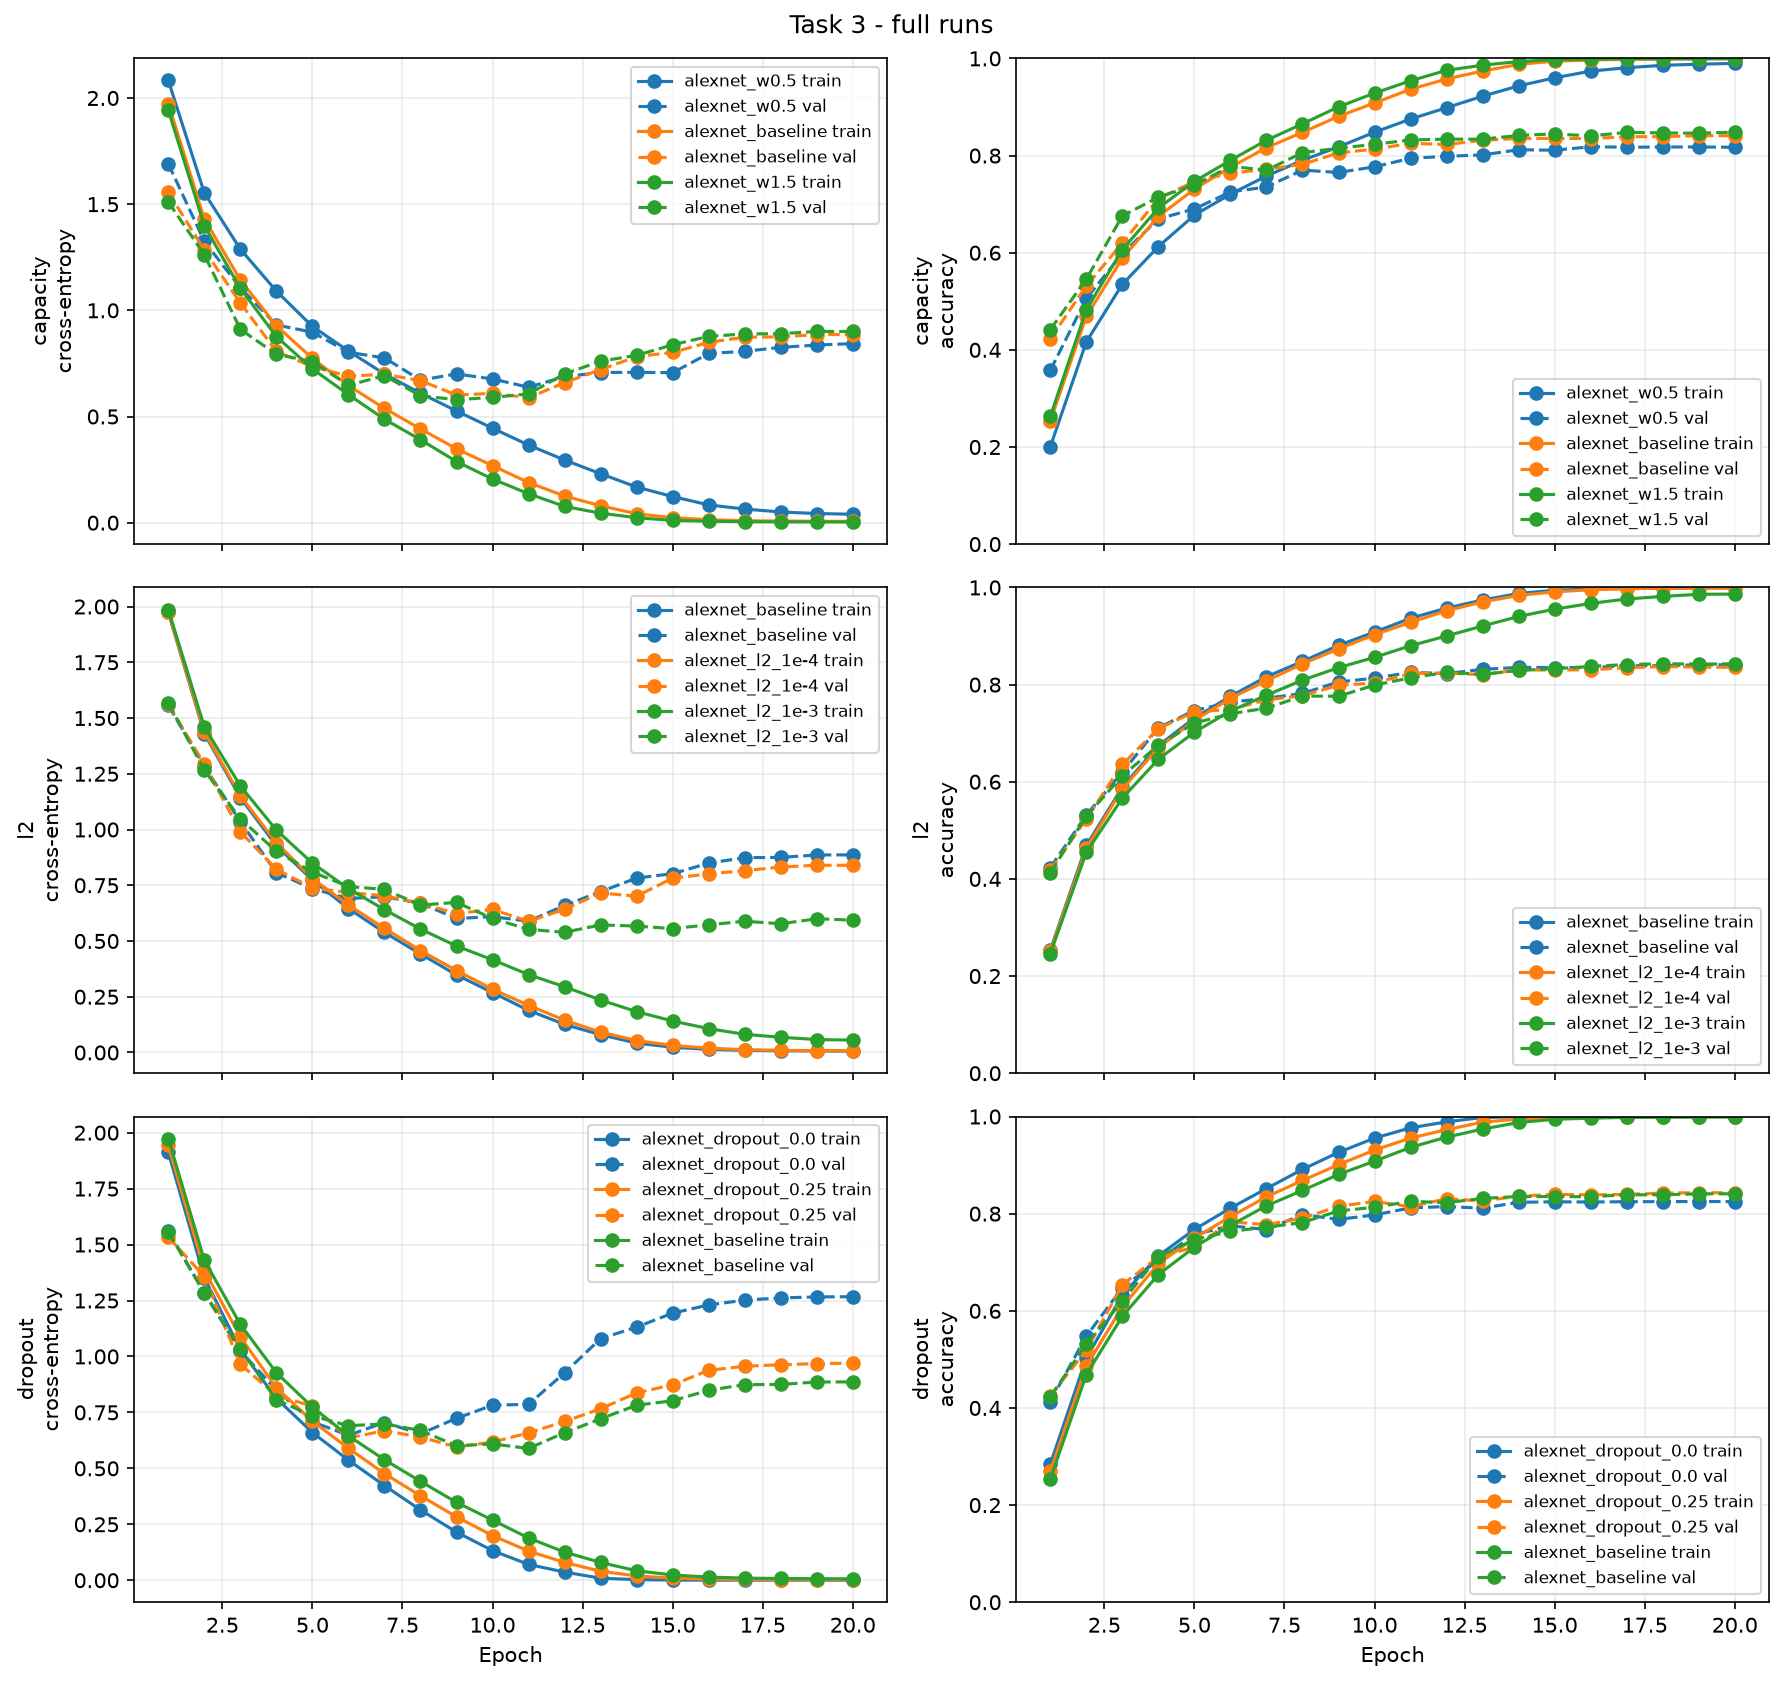 Task 3 - full runs
capacity
cross-entropy
2.0
1.5
1.0
0.5
0.0
alexnet_w0.5 train
alexnet_w0.5 val
alexnet_baseline train
alexnet_baseline val
alexnet_w1.5 train
alexnet_w1.5 val
capacity
accuracy
1.0
0.8
0.6
0.4
0.2
0.0
alexnet_w0.5 train
alexnet_w0.5 val
alexnet_baseline train
alexnet_baseline val
alexnet_w1.5 train
alexnet_w1.5 val
l2
cross-entropy
2.00
1.75
1.50
1.25
1.00
0.75
0.50
0.25
0.00
alexnet_baseline train
alexnet_baseline val
alexnet_l2_1e-4 train
alexnet_l2_1e-4 val
alexnet_l2_1e-3 train
alexnet_l2_1e-3 val
l2
accuracy
1.0
0.8
0.6
0.4
0.2
0.0
alexnet_baseline train
alexnet_baseline val
alexnet_l2_1e-4 train
alexnet_l2_1e-4 val
alexnet_l2_1e-3 train
alexnet_l2_1e-3 val
dropout
cross-entropy
2.00
1.75
1.50
1.25
1.00
0.75
0.50
0.25
0.00
alexnet_dropout_0.0 train
alexnet_dropout_0.0 val
alexnet_dropout_0.25 train
alexnet_dropout_0.25 val
alexnet_baseline train
alexnet_baseline val
2.5 5.0 7.5 10.0 12.5 15.0 17.5 20.0
Epoch
dropout
accuracy
1.0
0.8
0.6
0.4
0.2
0.0
alexnet_dropout_0.0 train
alexnet_dropout_0.0 val
alexnet_dropout_0.25 train
alexnet_dropout_0.25 val
alexnet_baseline train
alexnet_baseline val
2.5 5.0 7.5 10.0 12.5 15.0 17.5 20.0
Epoch